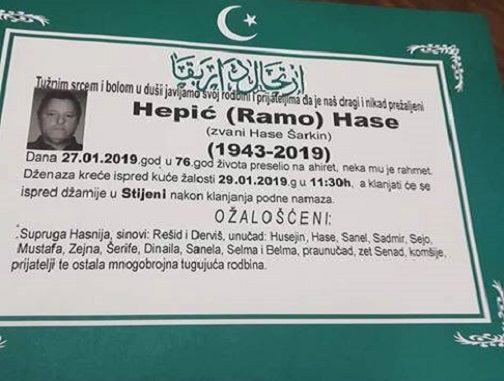 Tužnim srcem i bolom u duši javljamo svoj rodbini i prijateljima da je naš dragi i nikad prežaljeni
Hepić (Ramo) Hase
(zvani Hase Šarkin)
(1943-2019)
Dana 27.01.2019.god u 76.god života preselio na ahiret, neka mu je rahmet.
Dženaza kreće ispred kuće žalosti 29.01.2019.g u 11:30h, a klanjati će se
ispred džamije u Stijeni nakon klanjanja podne namaza.
OŽALOŠĆENI:
Supruga Hasnija, sinovi: Rešid i Derviš, unučad: Husejin, Hase, Sanel, Sadmir, Sejo,
Mustafa, Zejna, Šerife, Dinaila, Sanela, Selma i Belma, praunučad, zet Senad, komšije,
prijatelji te ostala mnogobrojna tugujuća rodbina.